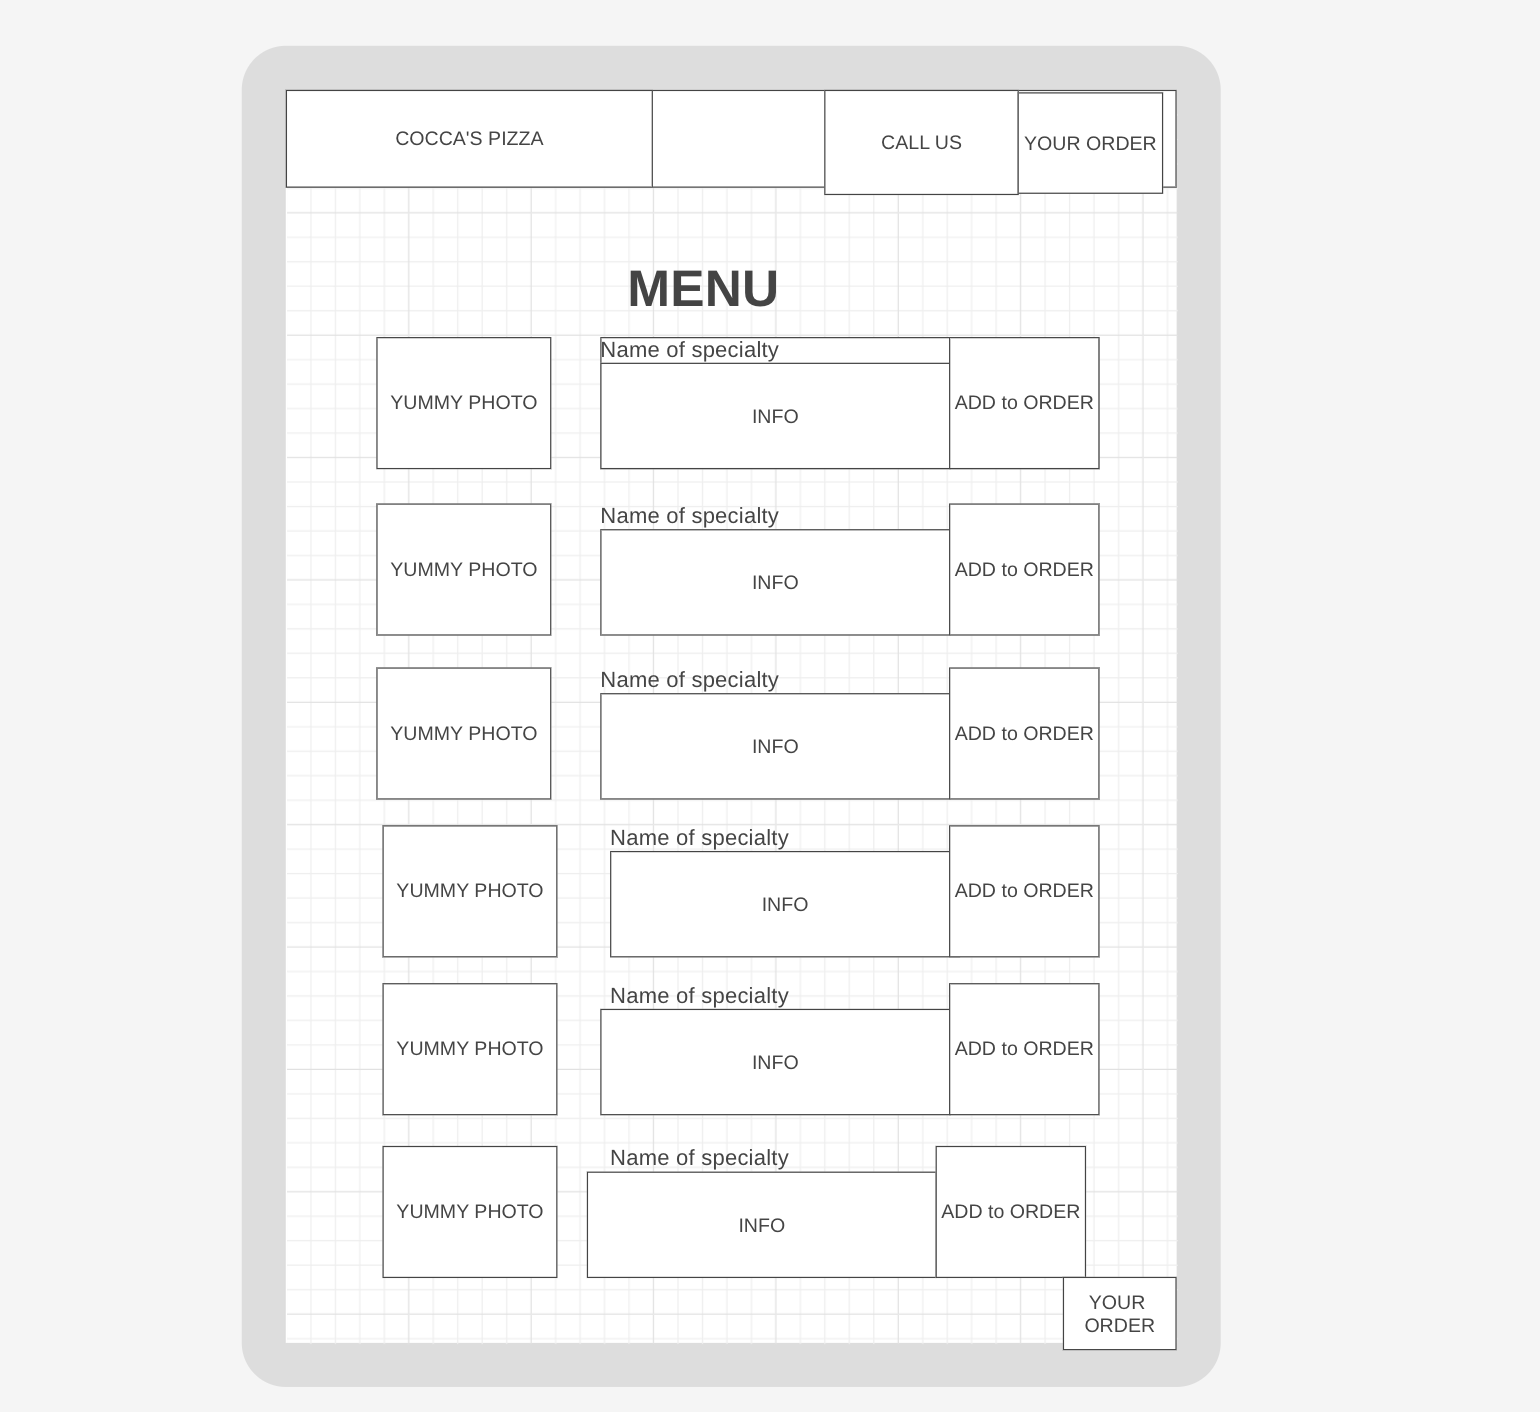 COCCA'S PIZZA
CALL US
YOUR ORDER
MENU
YUMMY PHOTO
Name of specialty
INFO
ADD to ORDER
YUMMY PHOTO
Name of specialty
INFO
ADD to ORDER
YUMMY PHOTO
Name of specialty
INFO
ADD to ORDER
YUMMY PHOTO
Name of specialty
INFO
ADD to ORDER
YUMMY PHOTO
Name of specialty
INFO
ADD to ORDER
YUMMY PHOTO
Name of specialty
INFO
ADD to ORDER
YOUR
ORDER